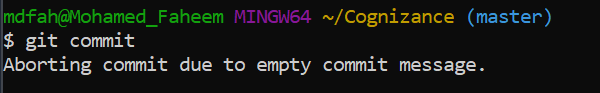 mdfah@Mohamed_Faheem MINGW64 ~/Cognizance (master)
$ git commit
Aborting commit due to empty commit message.